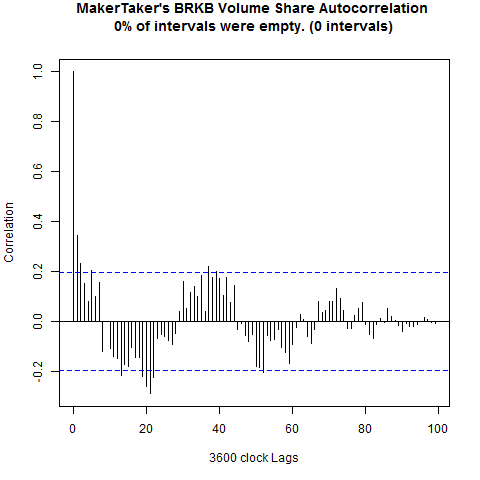 MakerTaker's BRKB Volume Share Autocorrelation
0% of intervals were empty. (0 intervals)
1.0
0.8
0.6
0.4
0.2
0.0
-0.2
Correlation
0 20 40 60 80 100
3600 clock Lags